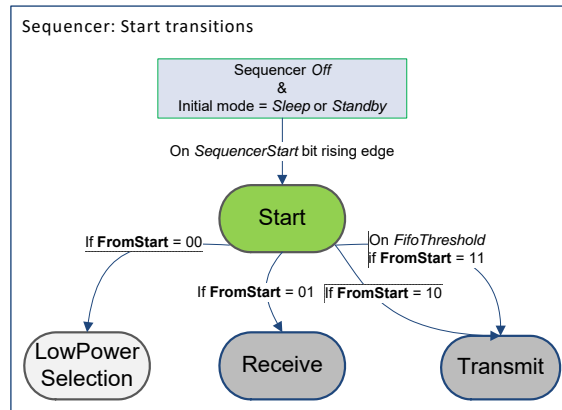 Sequencer: Start transitions
Sequencer Off
&
Initial mode = Sleep or Standby
On SequencerStart bit rising edge
Start
If FromStart = 00
On FifoThreshold
if FromStart = 11
If FromStart = 01
If FromStart = 10
LowPower
Selection
Receive
Transmit